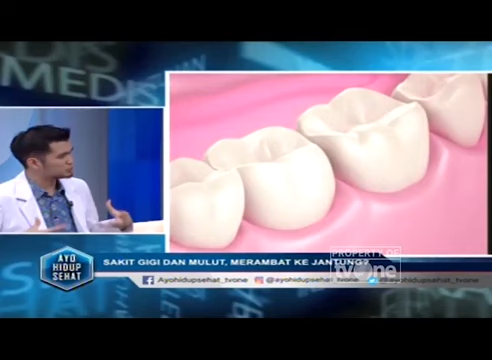 MEDIS
AYO
HIDUP
SEHAT
SAKIT GIGI DAN MULUT, MERAMBAT KE JANTUNG?
PROPERTY OF
tvOne
Ayohidupsehat_tvone
@ayohidupsehat_tvone